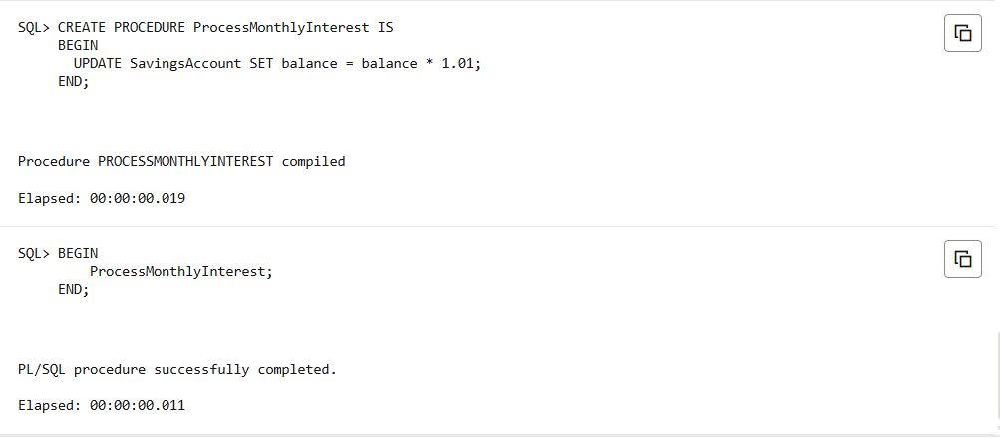 SQL> CREATE PROCEDURE ProcessMonthlyInterest IS
BEGIN
UPDATE SavingsAccount SET balance = balance * 1.01;
END;
Procedure PROCESSMONTHLYINTEREST compiled
Elapsed: 00:00:00.019
SQL> BEGIN
ProcessMonthlyInterest;
END;
PL/SQL procedure successfully completed.
Elapsed: 00:00:00.011